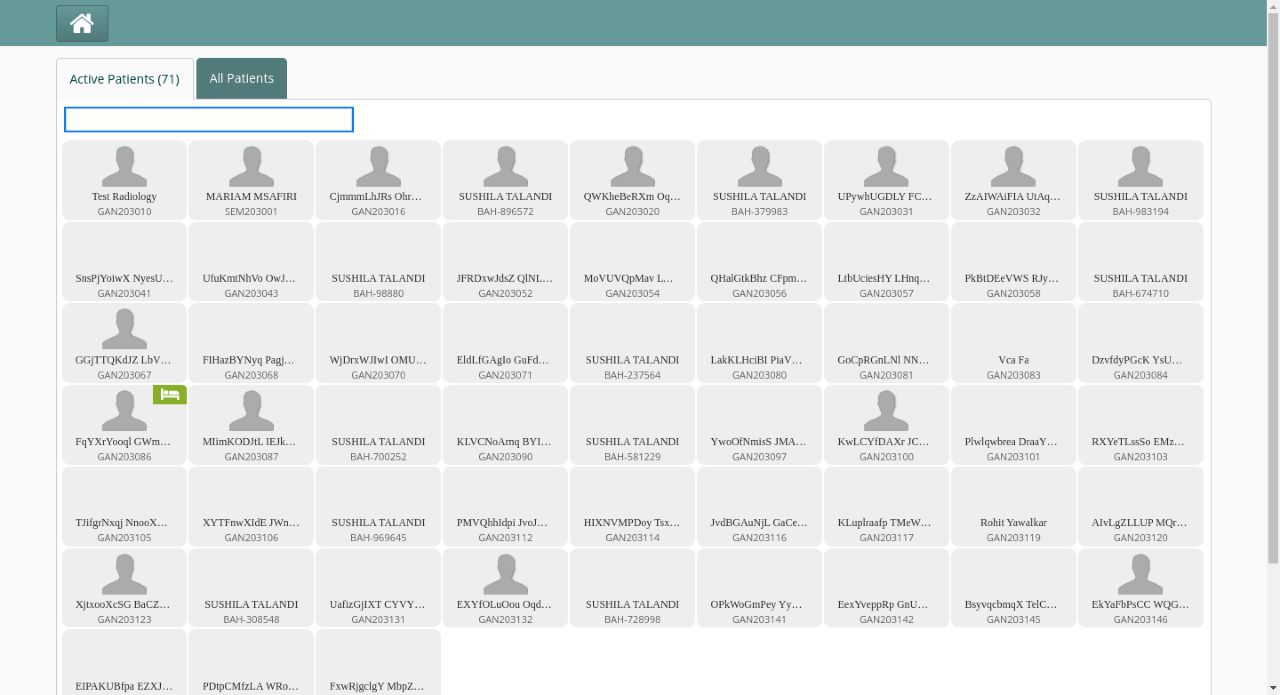 Active Patients (71)
All Patients
Test Radiology
GAN203010
MARIAM MSAFIRI
SEM203001
CjmmmLhJRs Ohr…
GAN203016
SUSHILA TALANDI
BAH-896572
QWKheBeRXm Oq…
GAN203020
SUSHILA TALANDI
BAH-379983
UPywhUGDLY FC…
GAN203031
ZzAIWAiFIA UtAq…
GAN203032
SUSHILA TALANDI
BAH-983194
SnsPjYoiwX NyesU…
GAN203041
UfuKmtNhVo OwJ…
GAN203043
SUSHILA TALANDI
BAH-98880
JFRDxwJdsZ QlNL…
GAN203052
MoVUVQpMav L…
GAN203054
QHalGtkBhz CFpm…
GAN203056
LtbUciesHY LHnq…
GAN203057
PkBtDEeVWS RJy…
GAN203058
SUSHILA TALANDI
BAH-674710
GGjTTQKdJZ LbV…
GAN203067
FIHazBYNyq Pagj…
GAN203068
WjDrxWJIwI OMU…
GAN203070
EldLfGAgIo GuFd…
GAN203071
SUSHILA TALANDI
BAH-237564
LakKLHciBI PiaV…
GAN203080
GoCpRGnLNl NN…
GAN203081
Vca Fa
GAN203083
DzvfdyPGcK YsU…
GAN203084
FqYXrYooql GWm…
GAN203086
MIimKODJtL IEJk…
GAN203087
SUSHILA TALANDI
BAH-700252
KLVCNoArnq BYI…
GAN203090
SUSHILA TALANDI
BAH-581229
YwoOfNmisS JMA…
GAN203097
KwLCYfDAXr JC…
GAN203100
Plwlqwbrea DraaY…
GAN203101
RXYeTLssSo EMz…
GAN203103
TJifgrNxqj NnooX…
GAN203105
XYTFnwXIdE JWn…
GAN203106
SUSHILA TALANDI
BAH-969645
PMVQhhIdpi JvoJ…
GAN203112
HIXNVMPDoy Tsx…
GAN203114
JvdBGAuNjL GaCe…
GAN203116
KLuplraafp TMeW…
GAN203117
Rohit Yawalkar
GAN203119
AIvLgZLLUP MQr…
GAN203120
XjtxooXcSG BaCZ…
GAN203123
SUSHILA TALANDI
BAH-308548
UafizGjIXT CYVY…
GAN203131
EXYfOLuOou Oqd…
GAN203132
SUSHILA TALANDI
BAH-728998
OPkWoGmPey Yy…
GAN203141
EexYveppRp GnU…
GAN203142
BsyvqcbmqX TelC…
GAN203145
EkYaFbPsCC WQG…
GAN203146
EIPAKUBfpa EZXJ…
PDtpCMfzLA WRo…
FxwRjgclgY MbpZ…